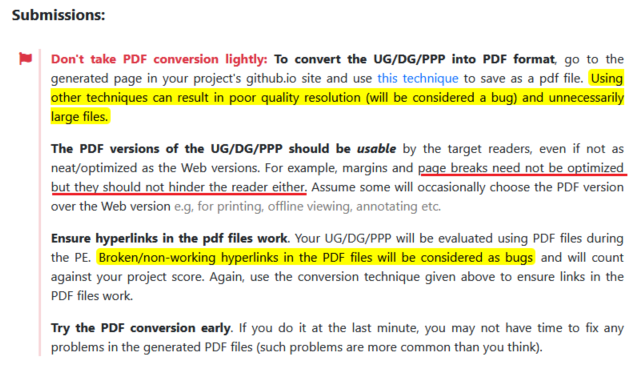 Submissions:
Don't take PDF conversion lightly: To convert the UG/DG/PPP into PDF format, go to the
generated page in your project's github.io site and use this technique to save as a pdf file. Using
other techniques can result in poor quality resolution (will be considered a bug) and unnecessarily
large files.
The PDF versions of the UG/DG/PPP should be usable by the target readers, even if not as
neat/optimized as the Web versions. For example, margins and page breaks need not be optimized
but they should not hinder the reader either. Assume some will occasionally choose the PDF version
over the Web version e.g, for printing, offline viewing, annotating etc.
Ensure hyperlinks in the pdf files work. Your UG/DG/PPP will be evaluated using PDF files during
the PE. Broken/non-working hyperlinks in the PDF files will be considered as bugs and will count
against your project score. Again, use the conversion technique given above to ensure links in the
PDF files work.
Try the PDF conversion early. If you do it at the last minute, you may not have time to fix any
problems in the generated PDF files (such problems are more common than you think).